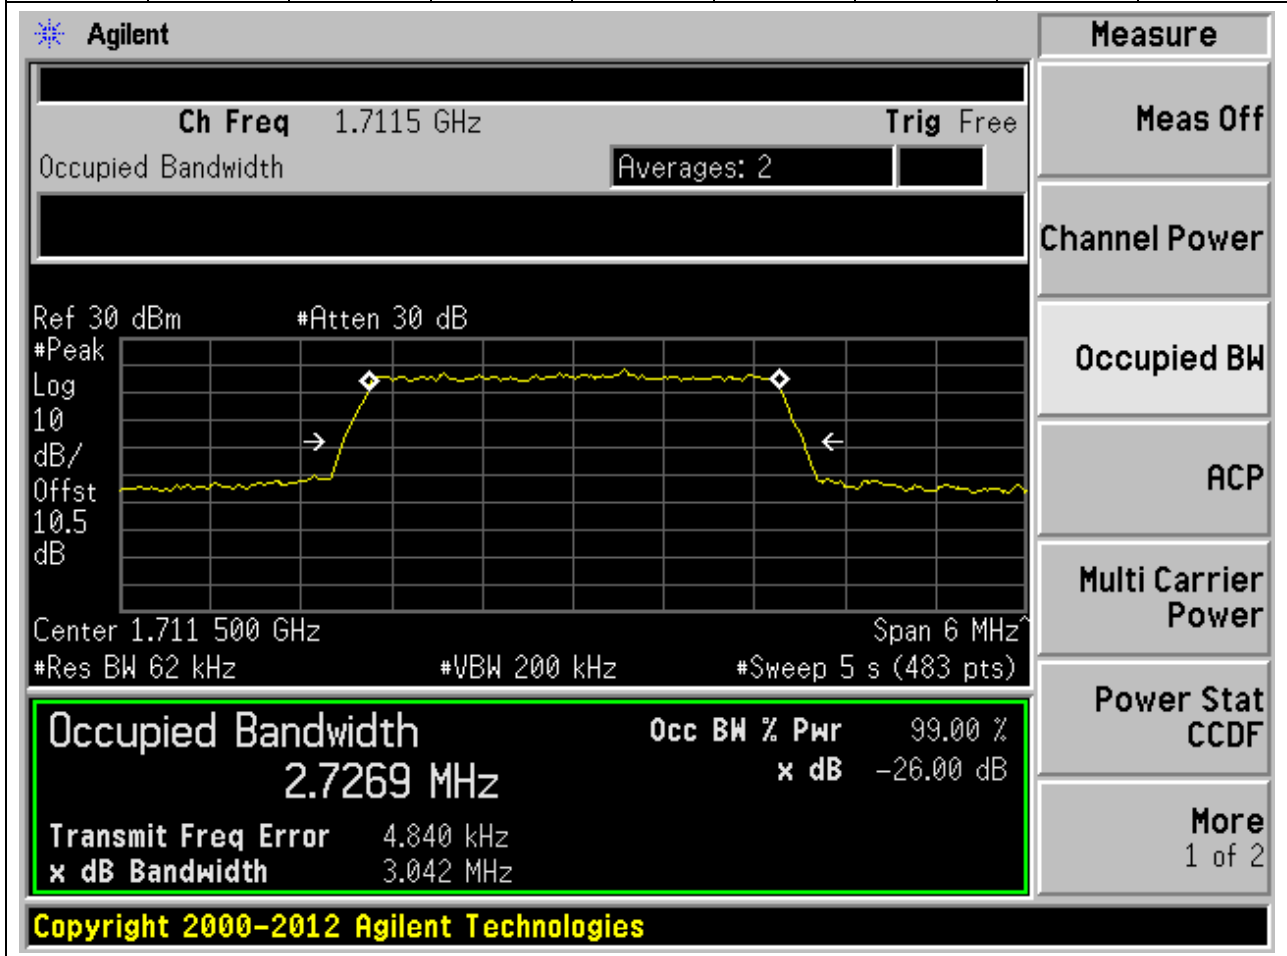 Agilent
Measure
Ch Freq 1.7115 GHz Trig Free
Meas Off
Occupied Bandwidth Averages: 2
Channel Power
Ref 30 dBm #Atten 30 dB
#Peak
Log
10
dB/
Offst
10.5
dB
Occupied BW
ACP
Center 1.711 500 GHz Span 6 MHz^
#Res BW 62 kHz #VBW 200 kHz #Sweep 5 s (483 pts)
Multi Carrier
Power
Occupied Bandwidth Occ BW % Pwr 99.00 %
2.7269 MHz x dB -26.00 dB
Transmit Freq Error 4.840 kHz
x dB Bandwidth 3.042 MHz
Power Stat
CCDF
More
1 of 2
Copyright 2000-2012 Agilent Technologies